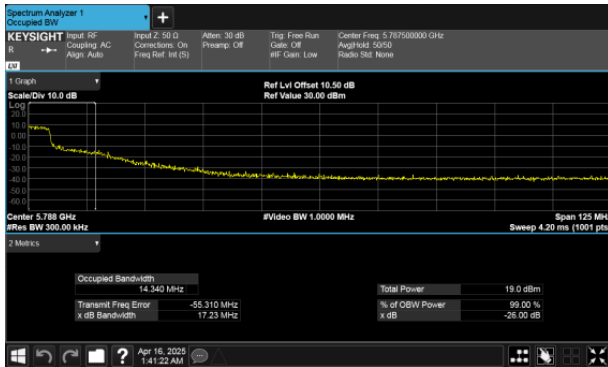 Spectrum Analyzer 1
Occupied BW
+
KEYSIGHT
R
LXI
Input: RF
Coupling: AC
Align: Auto
Input Z: 50 Ω
Corrections: On
Freq Ref: Int (S)
Atten: 30 dB
Preamp: Off
Trig: Free Run
Gate: Off
#IF Gain: Low
Center Freq: 5.787500000 GHz
Avg|Hold: 50/50
Radio Std: None
1 Graph
Scale/Div 10.0 dB
Ref Lvl Offset 10.50 dB
Ref Value 30.00 dBm
Log
20.0
10.0
0.00
-10.0
-20.0
-30.0
-40.0
-50.0
-60.0
Center 5.788 GHz
#Res BW 300.00 kHz
#Video BW 1.0000 MHz
Span 125 MH
Sweep 4.20 ms (1001 pts
2 Metrics
Occupied Bandwidth
14.340 MHz
Transmit Freq Error -55.310 MHz
x dB Bandwidth 17.23 MHz
Total Power 19.0 dBm
% of OBW Power 99.00 %
x dB -26.00 dB
?
Apr 16, 2025
1:41:22 AM